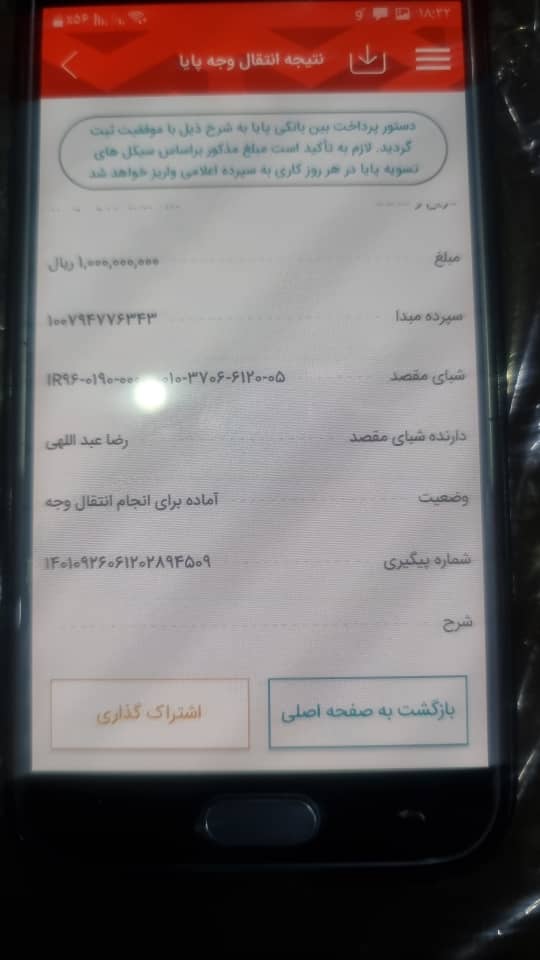 ۱۸:۲۲
٪۵۶
نتیجه انتقال وجه پایا
دستور پرداخت بین بانکی پایا به شرح ذیل با موفقیت ثبت
گردید. لازم به تأکید است مبلغ مذکور براساس سیکل های
تسویه پایا در هر روز کاری به سپرده اعلامی واریز خواهد شد
مبلغ ۱,۰۰۰,۰۰۰,۰۰۰ ریال
سپرده مبدا ۱۰۰۷۹۴۷۷۶۳۴۳
شبای مقصد IR۹۶-۰۱۹۰-۰۰۰ ۰۱۰-۳۷۰۶-۶۱۲۰-۰۵
دارنده شبای مقصد رضا عبد اللهی
وضعیت آماده برای انجام انتقال وجه
شماره پیگیری ۱۴۰۱۰۹۲۶۰۶۱۲۰۲۸۹۴۵۰۹
شرح
بازگشت به صفحه اصلی
اشتراک گذاری